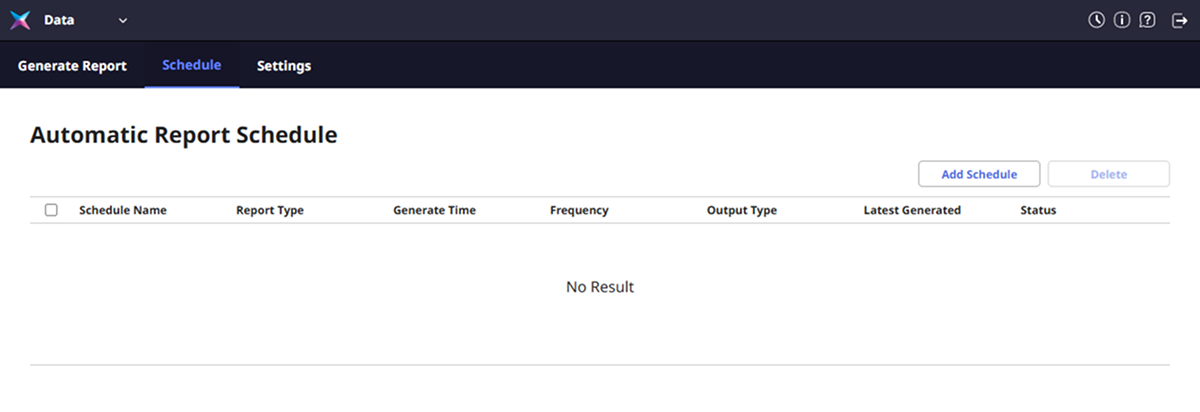 Data
Generate Report Schedule Settings
Automatic Report Schedule
Add Schedule Delete
Schedule Name Report Type Generate Time Frequency Output Type Latest Generated Status
No Result